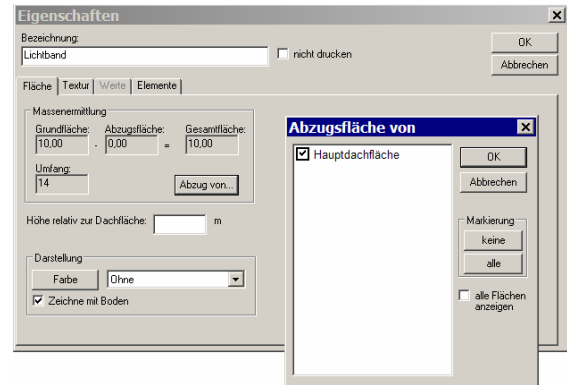 Eigenschaften
Bezeichnung:
Lichtband
nicht drucken
OK
Abbrechen
Fläche Textur Werte Elemente
Massenermittlung
Grundfläche: Abzugsfläche: Gesamtfläche:
10,00 - 0,00 = 10,00
Umfang:
14
Abzug von...
Höhe relativ zur Dachfläche: m
Darstellung
Farbe Ohne
Zeichne mit Boden
Abzugsfläche von
Hauptdachfläche
OK
Abbrechen
Markierung
keine
alle
alle Flächen
anzeigen